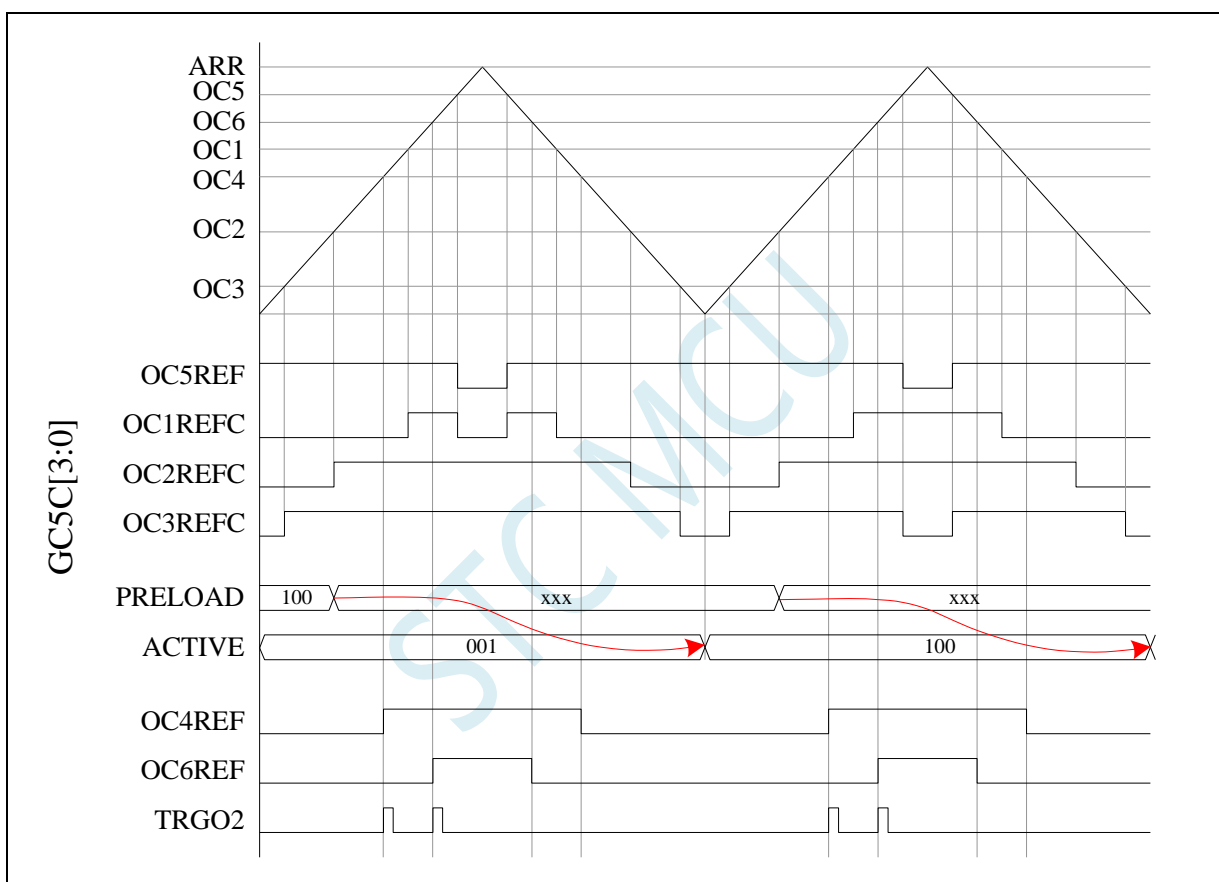 ARR
OC5
OC6
OC1
OC4
OC2
OC3
OC5REF
OC1REFC
OC2REFC
OC3REFC
GC5C[3:0]
PRELOAD 100 xxx xxx
ACTIVE 001 100
OC4REF
OC6REF
TRGO2
STC MCU